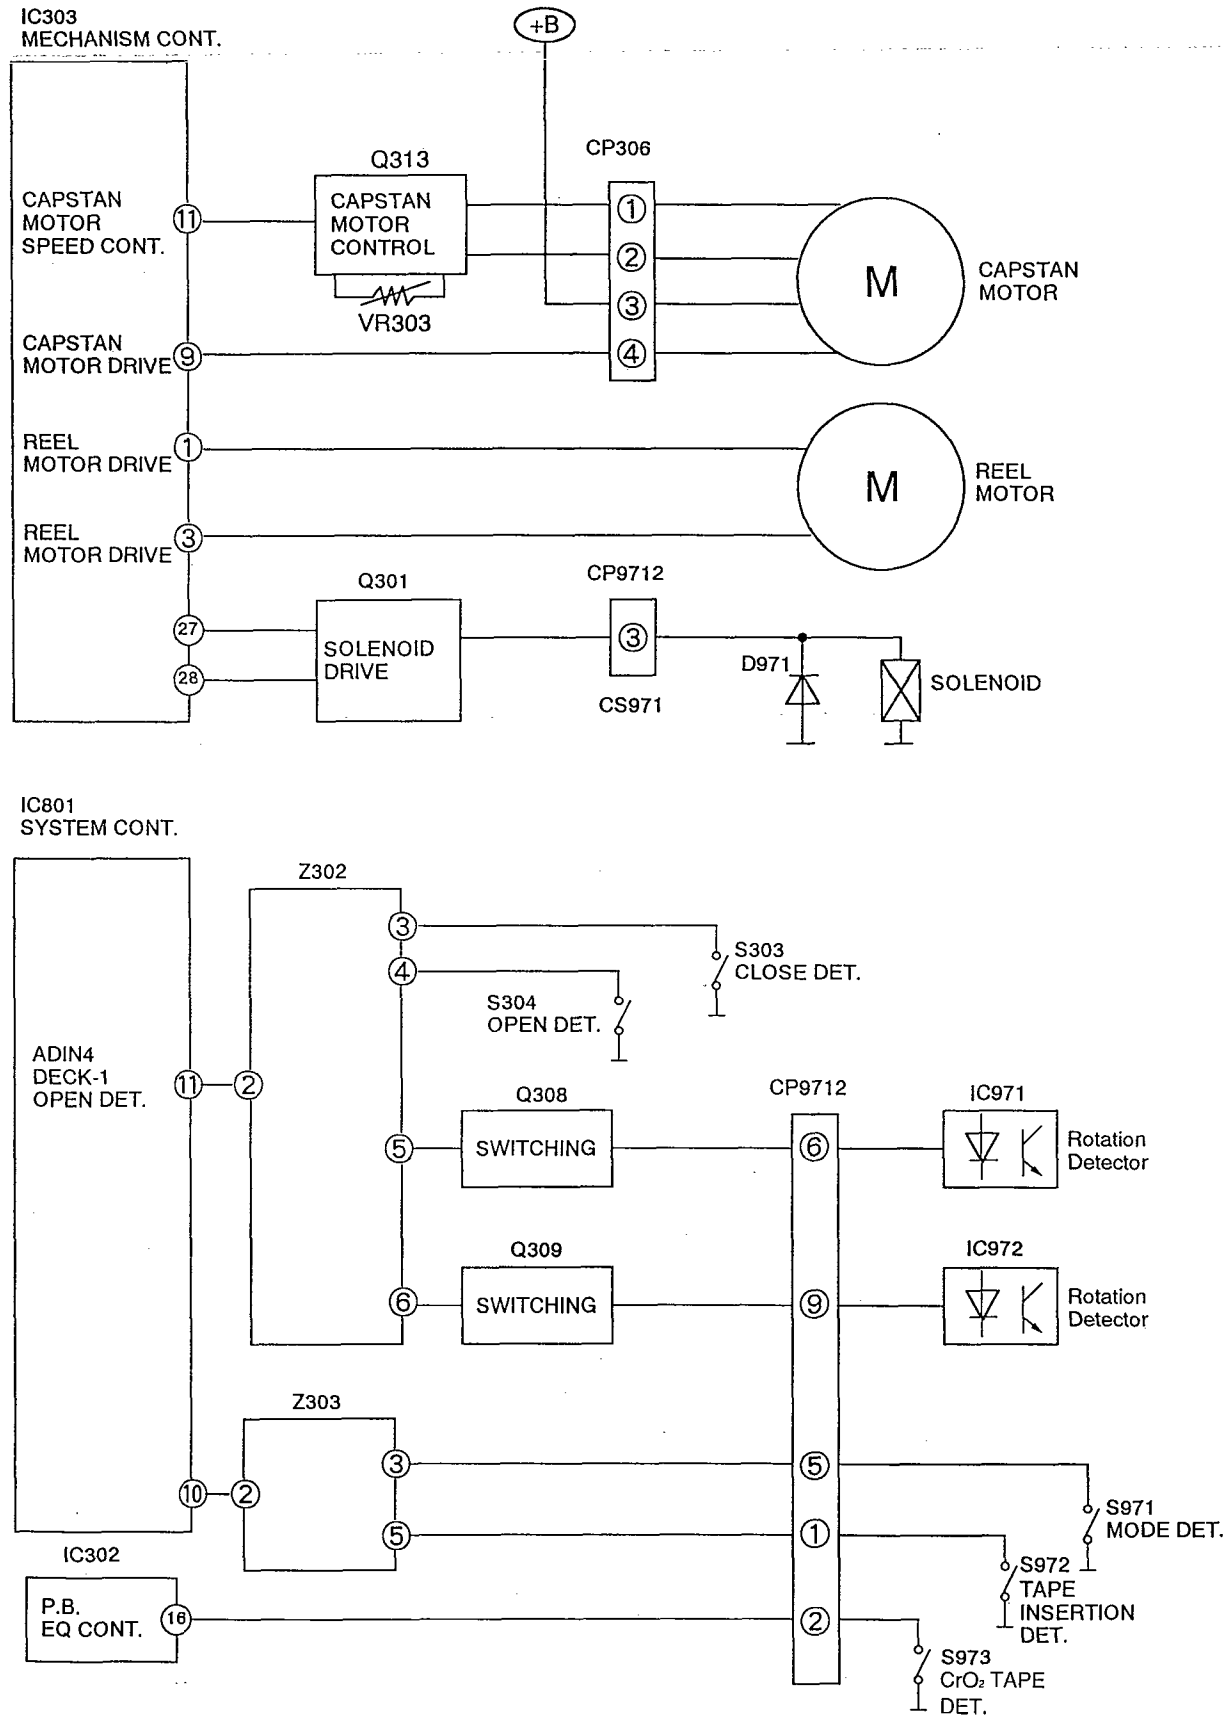 IC303
MECHANISM CONT.
+B
CP306
Q313
CAPSTAN
MOTOR
SPEED CONT.
11
CAPSTAN
MOTOR
CONTROL
VR303
1
2
3
4
M
CAPSTAN
MOTOR
CAPSTAN
MOTOR DRIVE
9
REEL
MOTOR DRIVE
1
M
REEL
MOTOR
REEL
MOTOR DRIVE
3
Q301
CP9712
27
28
SOLENOID
DRIVE
3
CS971
D971
SOLENOID
IC801
SYSTEM CONT.
Z302
3
S303
CLOSE DET.
4
S304
OPEN DET.
ADIN4
DECK-1
OPEN DET.
11
2
Q308
CP9712
IC971
5
SWITCHING
6
Rotation
Detector
Q309
IC972
6
SWITCHING
9
Rotation
Detector
Z303
3
5
10
2
S971
MODE DET.
5
1
IC302
S972
TAPE
INSERTION
DET.
P.B.
EQ CONT.
16
2
S973
CrO₂ TAPE
DET.